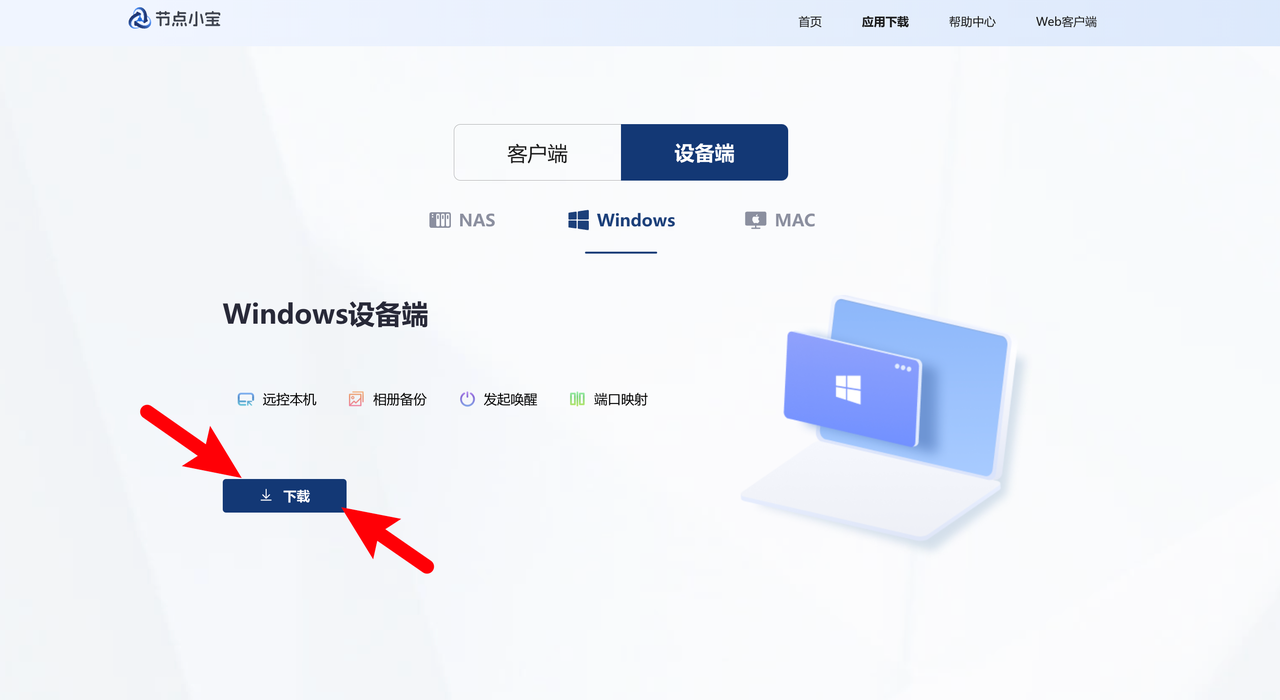 节点小宝
首页 应用下载 帮助中心 Web客户端
客户端 设备端
NAS Windows MAC
Windows设备端
远控本机 相册备份 发起唤醒 端口映射
下载